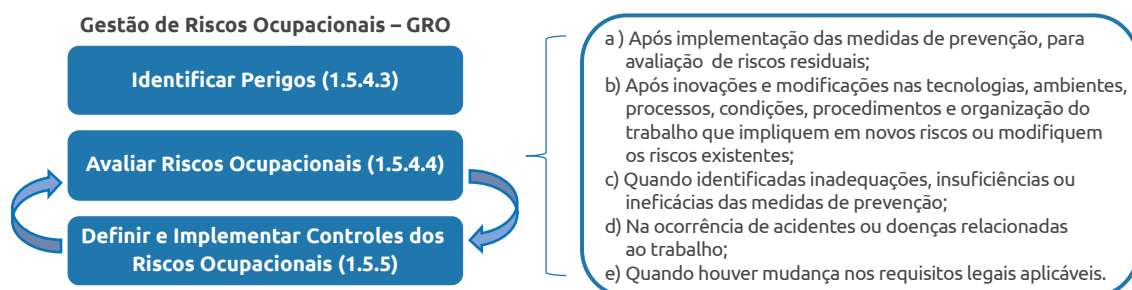 Gestão de Riscos Ocupacionais – GRO
Identificar Perigos (1.5.4.3)
Avaliar Riscos Ocupacionais (1.5.4.4)
Definir e Implementar Controles dos
Riscos Ocupacionais (1.5.5)
a ) Após implementação das medidas de prevenção, para
avaliação de riscos residuais;
b) Após inovações e modificações nas tecnologias, ambientes,
processos, condições, procedimentos e organização do
trabalho que impliquem em novos riscos ou modifiquem
os riscos existentes;
c) Quando identificadas inadequações, insuficiências ou
ineficácias das medidas de prevenção;
d) Na ocorrência de acidentes ou doenças relacionadas
ao trabalho;
e) Quando houver mudança nos requisitos legais aplicáveis.